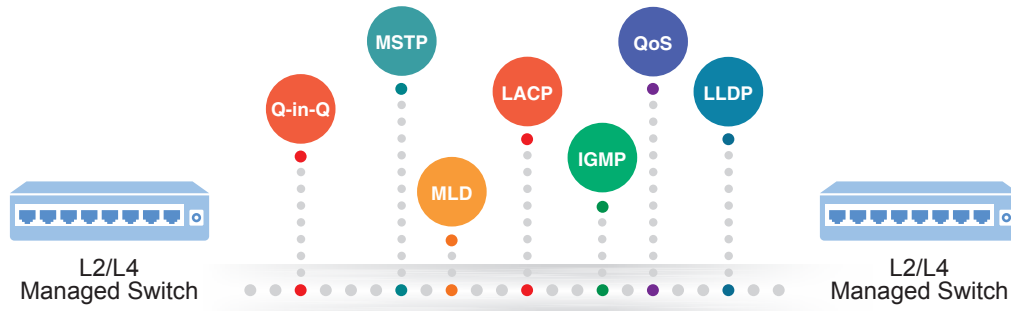 Q-in-Q
MSTP
MLD
LACP
IGMP
QoS
LLDP
L2/L4
Managed Switch
L2/L4
Managed Switch